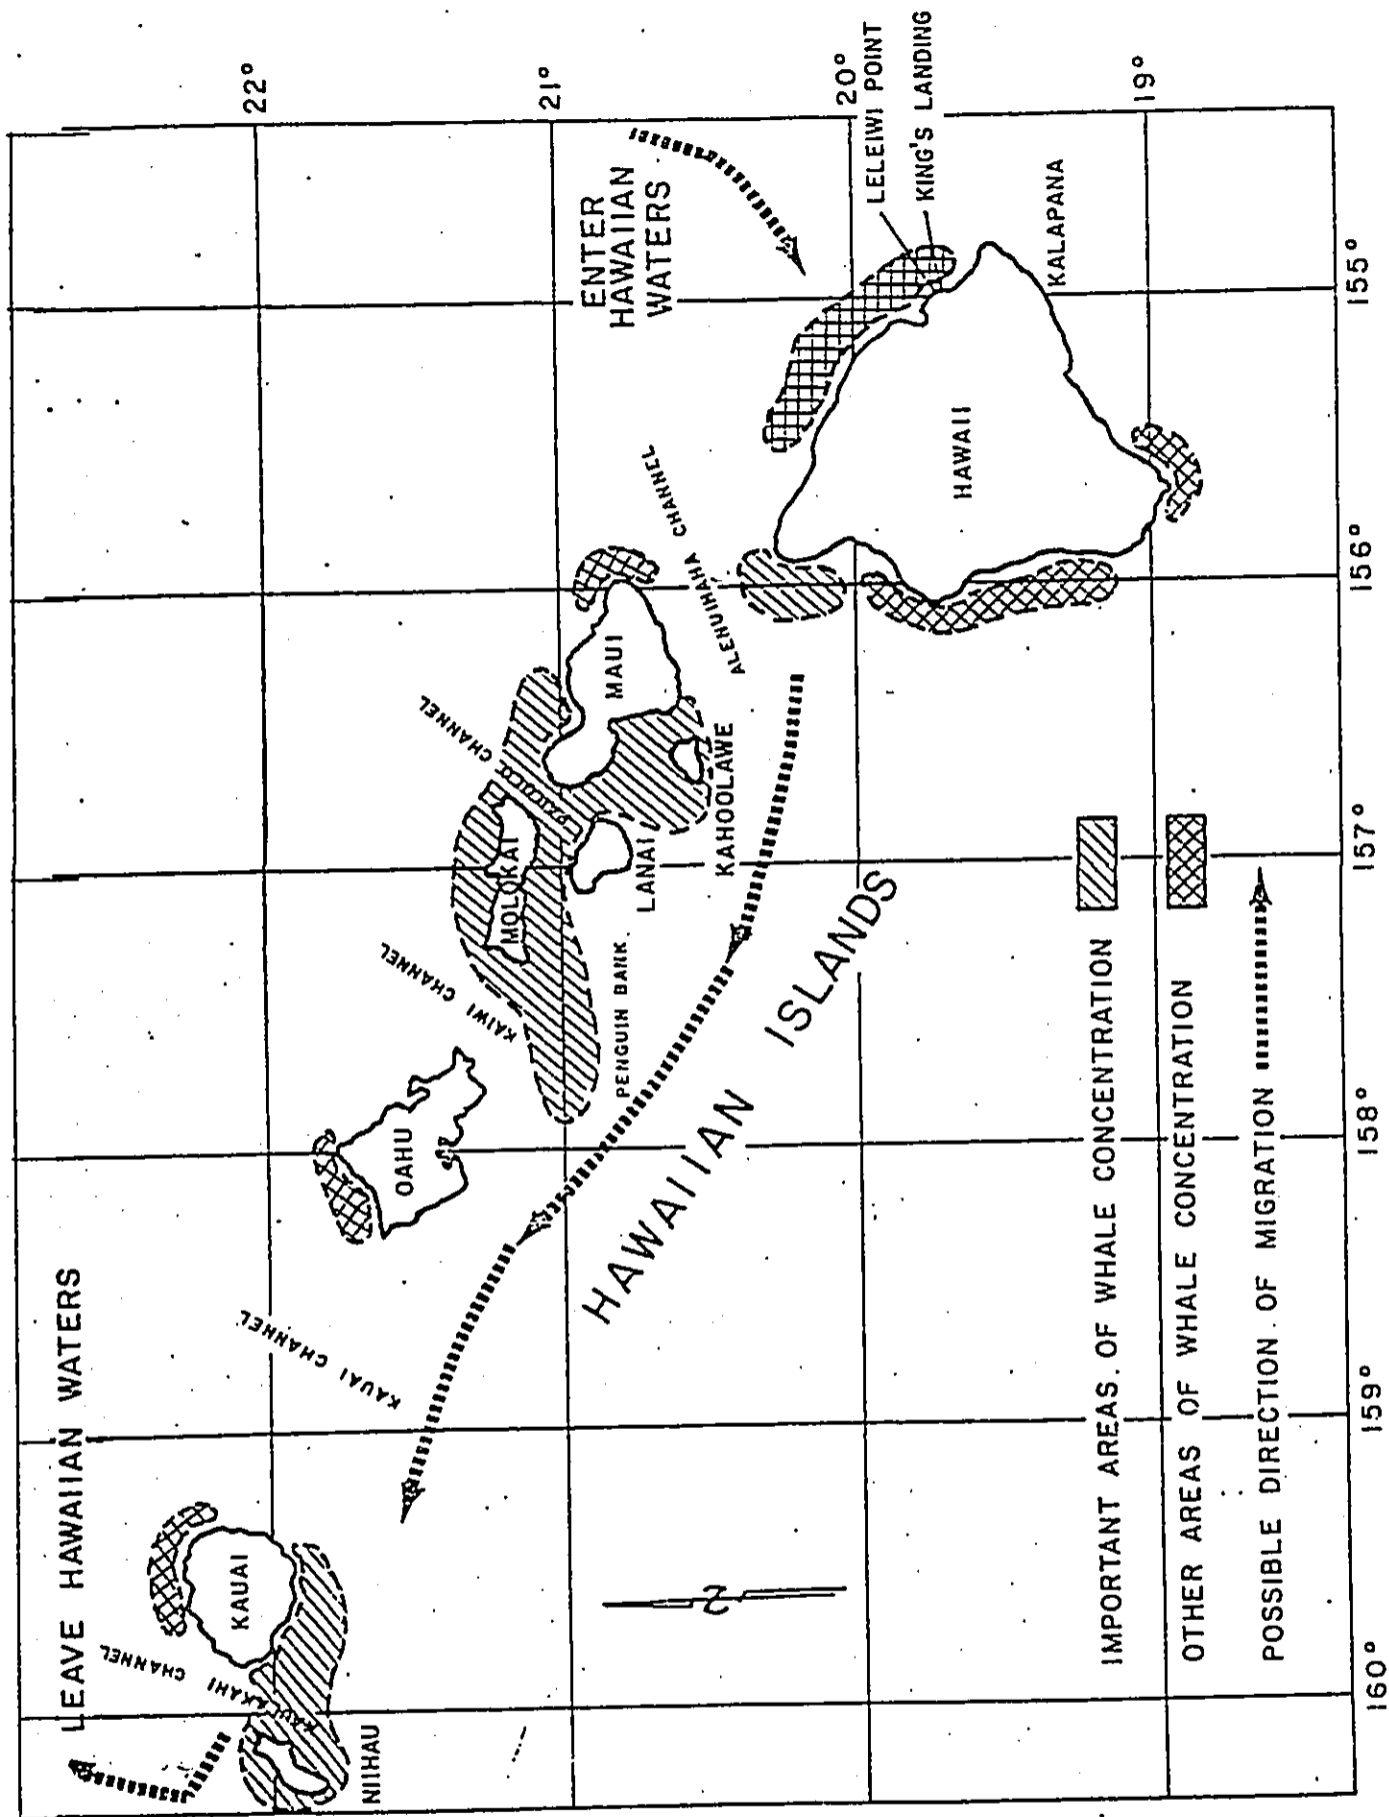 LEAVE HAWAIIAN WATERS
22°
21°
20°
19°
ENTER
HAWAIIAN
WATERS
LELEIWI POINT
KING'S LANDING
KALAPANA
HAWAII
ALENUIHAHA CHANNEL
MAUI
KAHOOLAWE
LANAI
MOLOKAI
PAILOLO CHANNEL
KAIWI CHANNEL
PENGUIN BANK
OAHU
KAUAI CHANNEL
KAUAI
KAULAKAHI CHANNEL
NIIHAU
HAWAIIAN ISLANDS
N
IMPORTANT AREAS OF WHALE CONCENTRATION
OTHER AREAS OF WHALE CONCENTRATION
POSSIBLE DIRECTION OF MIGRATION
160°
159°
158°
157°
156°
155°